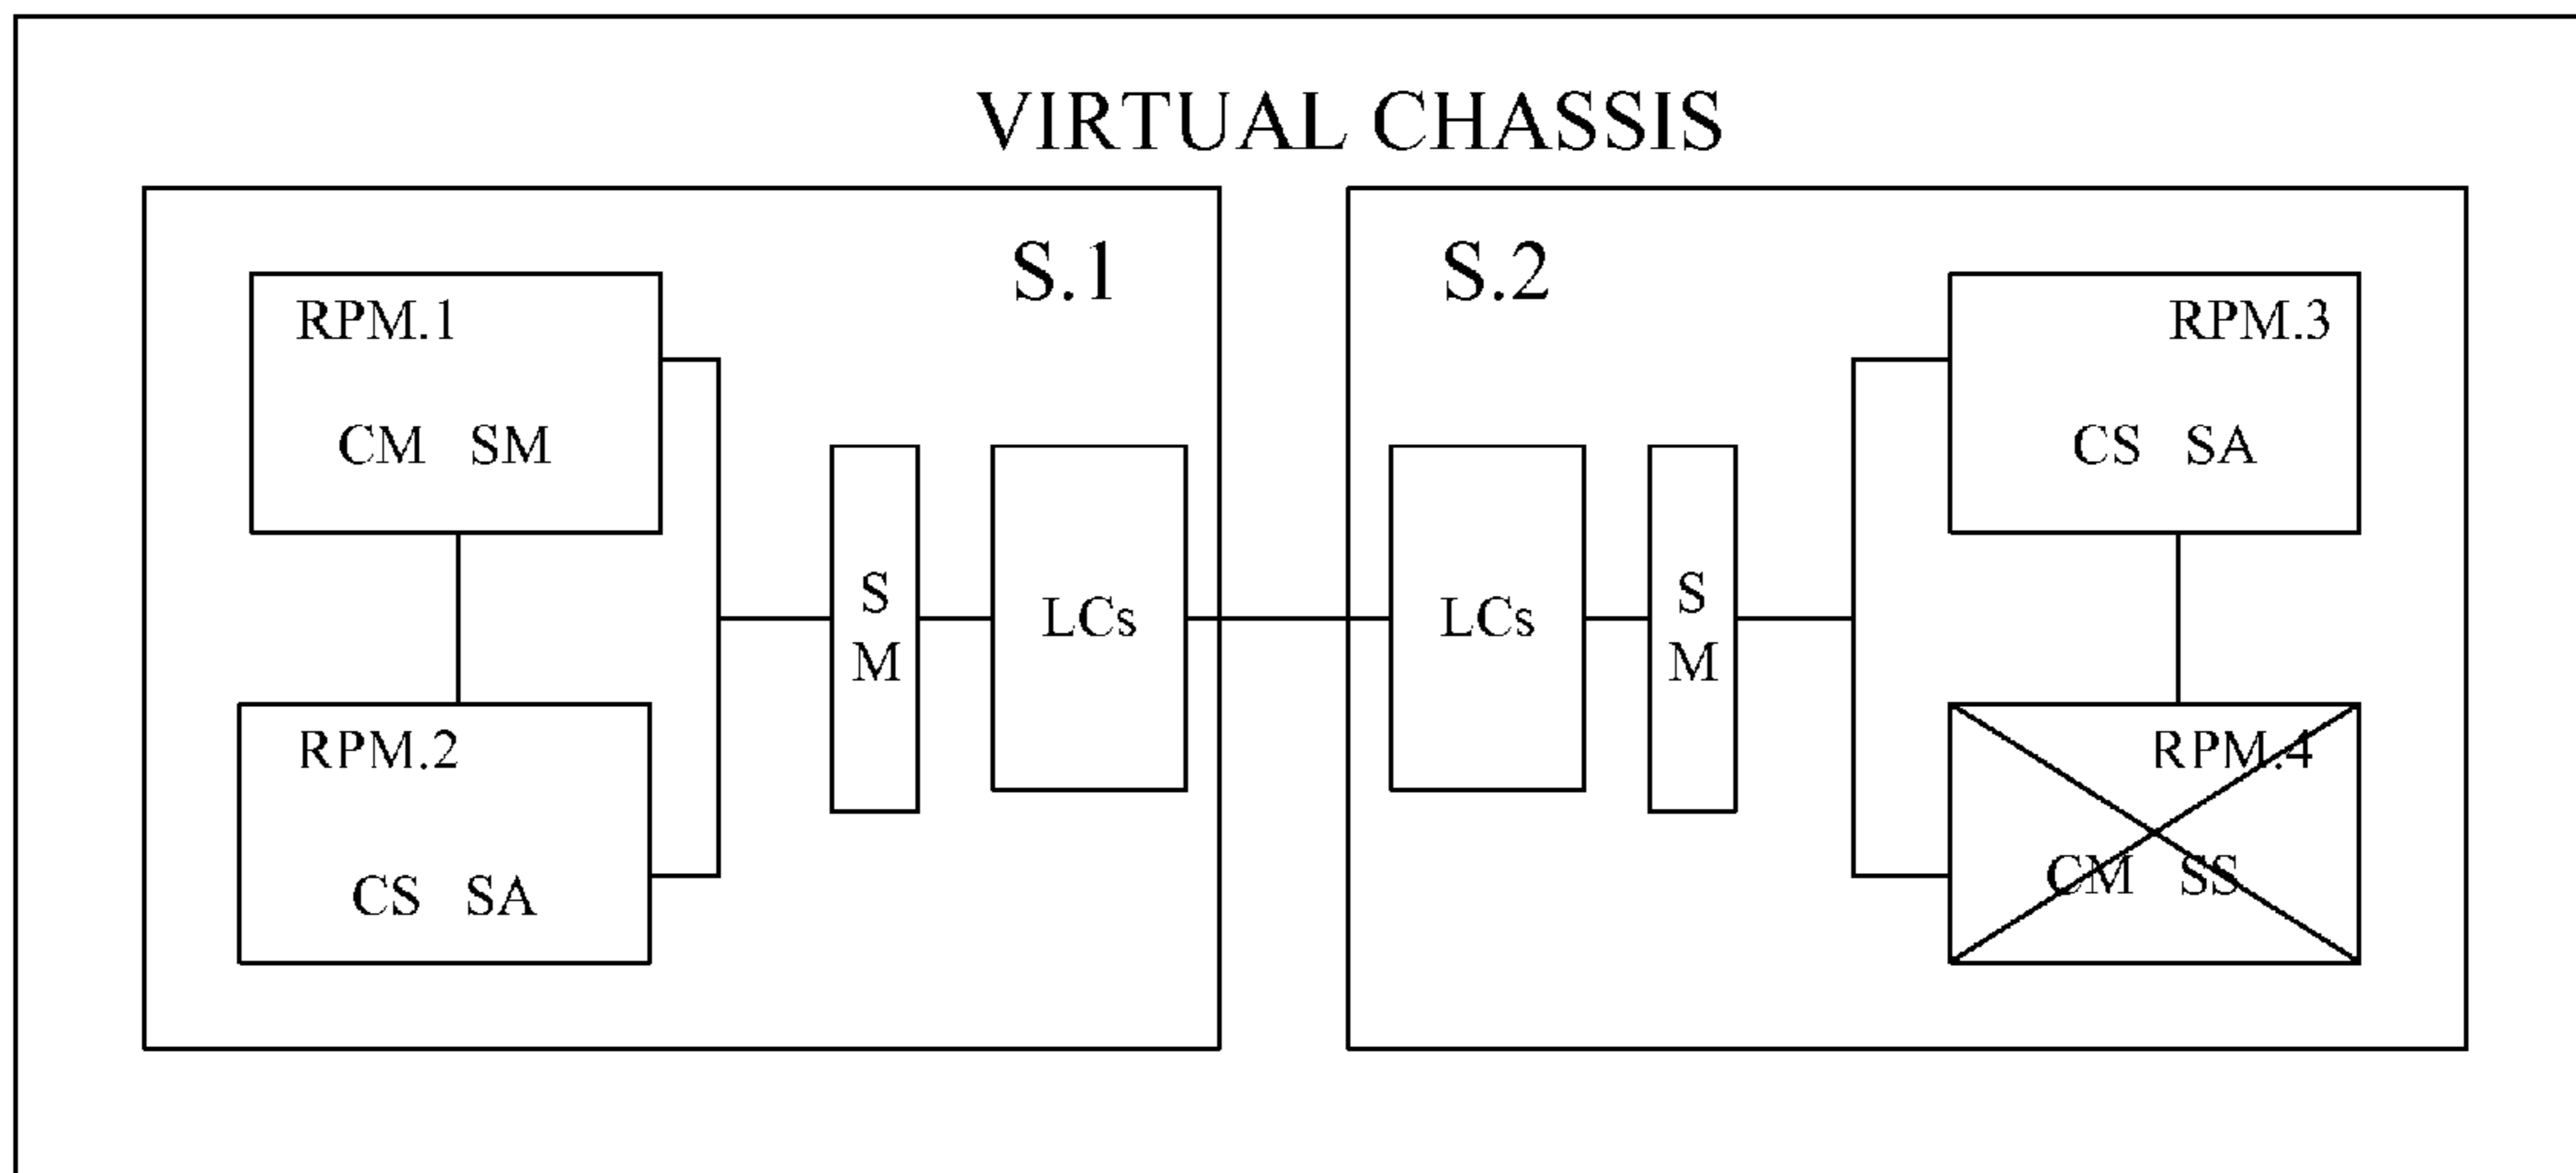 VIRTUAL CHASSIS
S.1
RPM.1
CM SM
RPM.2
CS SA
S
M
LCs
S.2
LCs
S
M
RPM.3
CS SA
RPM.4
CM SS